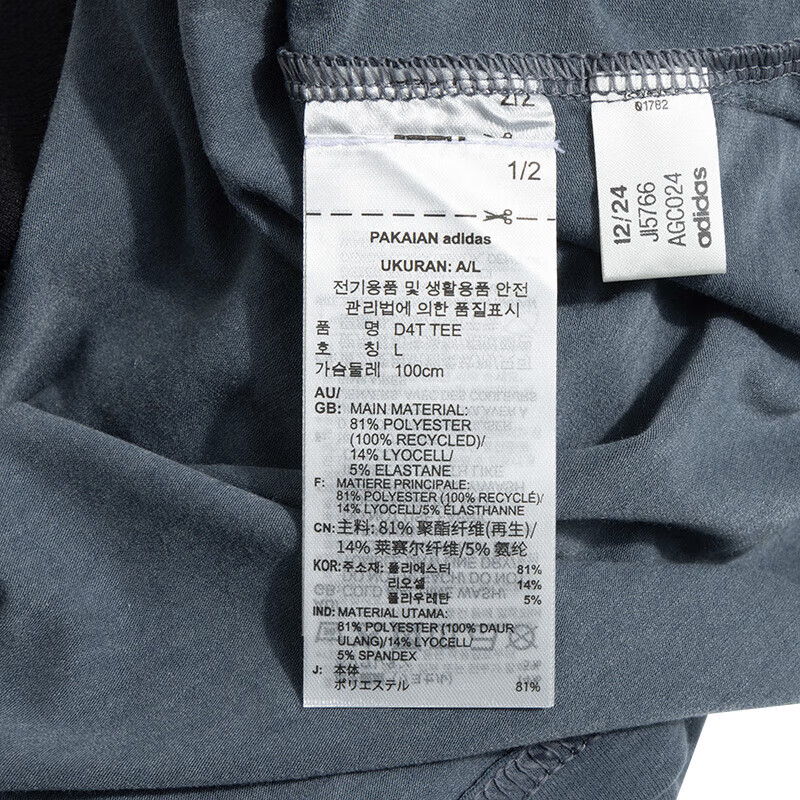 2/2
1/2
PAKAIAN adidas
UKURAN: A/L
전기용품 및 생활용품 안전
관리법에 의한 품질표시
품 명 D4T TEE
호 칭 L
가슴둘레 100cm
AU/
GB: MAIN MATERIAL:
81% POLYESTER
(100% RECYCLED)/
14% LYOCELL/
5% ELASTANE
F: MATIERE PRINCIPALE:
81% POLYESTER (100% RECYCLÉ)/
14% LYOCELL/5% ÉLASTHANNE
CN: 主料: 81% 聚酯纤维(再生)/
14% 莱赛尔纤维/5% 氨纶
KOR: 주소재: 폴리에스터 81%
리오셀 14%
폴리우레탄 5%
IND: MATERIAL UTAMA:
81% POLYESTER (100% DAUR
ULANG)/14% LYOCELL/
5% SPANDEX
J: 本体
ポリエステル 81%
01782
12/24
JI5766
AGC024
adidas